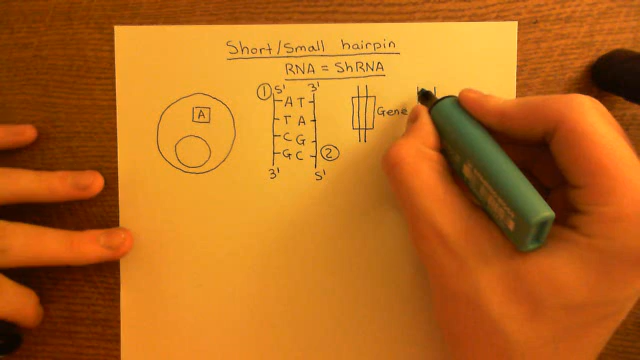 Short/Small hairpin
RNA = ShRNA
① 5' 3'
A
A T
T A
C G
G C
②
3' 5'
Gene